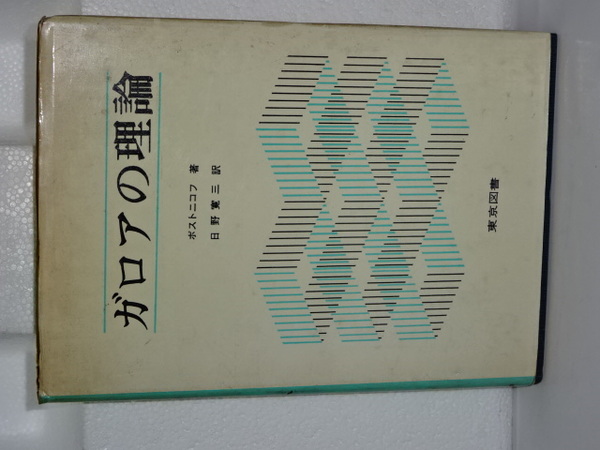 ガロアの理論
ポストニコフ 著
日野寛三 訳
東京図書